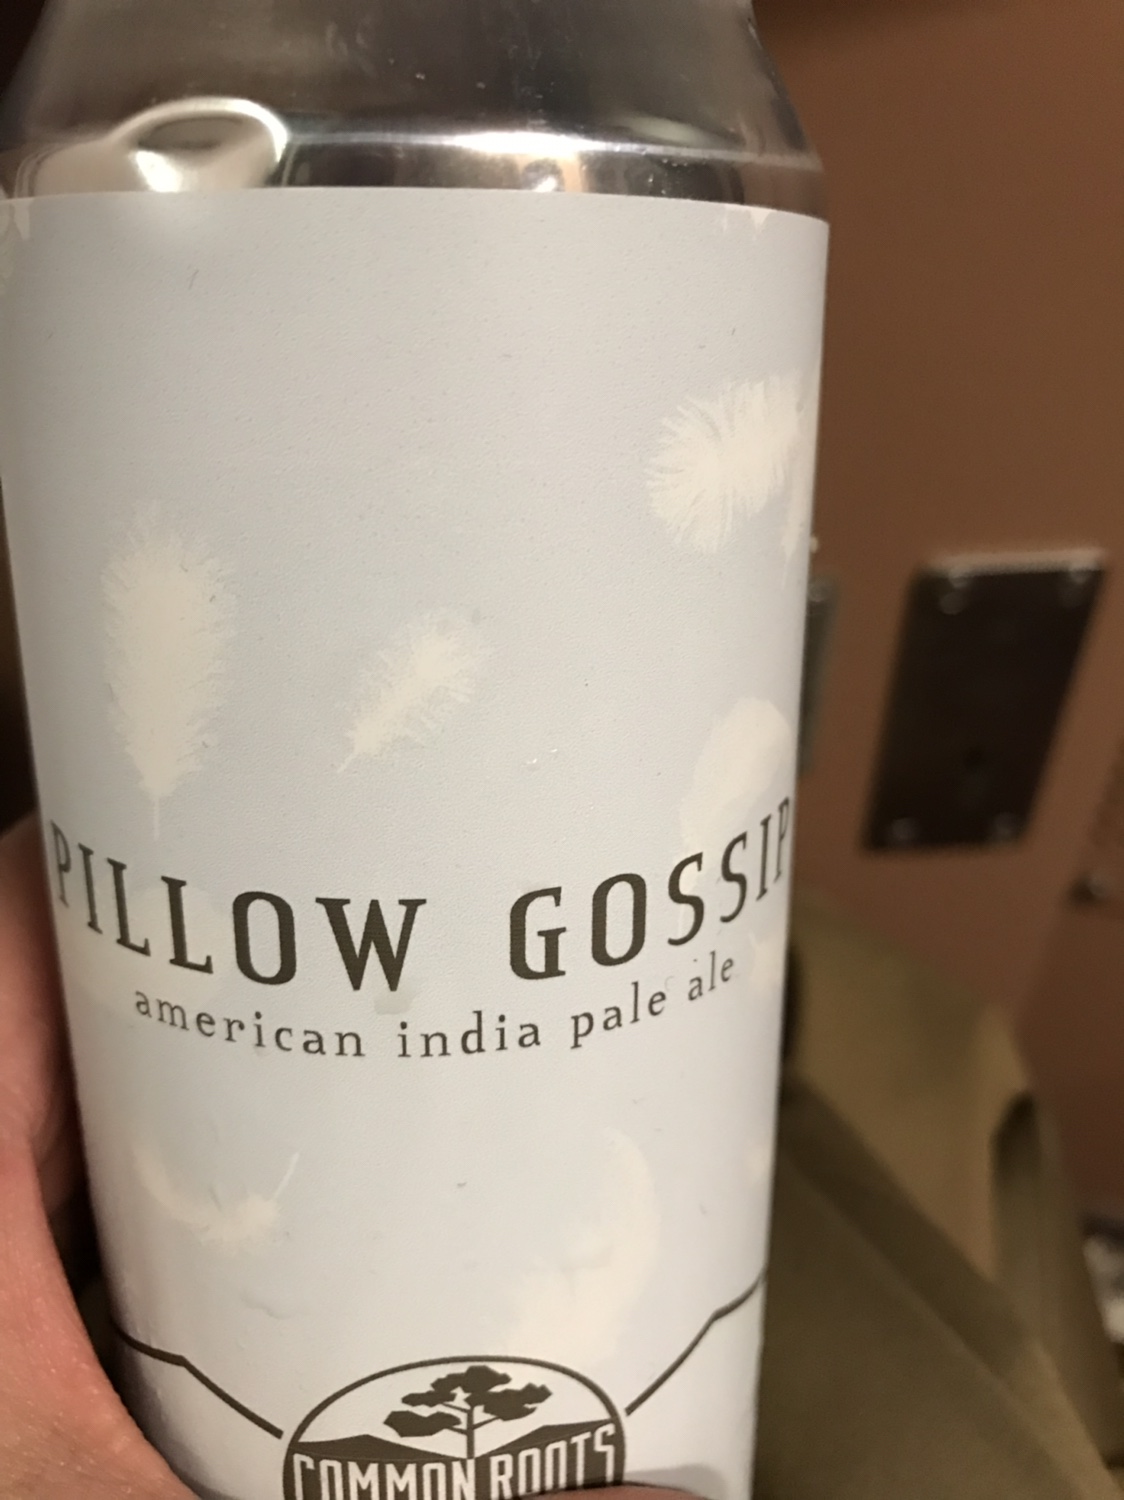 PILLOW GOSSIP
american india pale ale
COMMON ROOTS